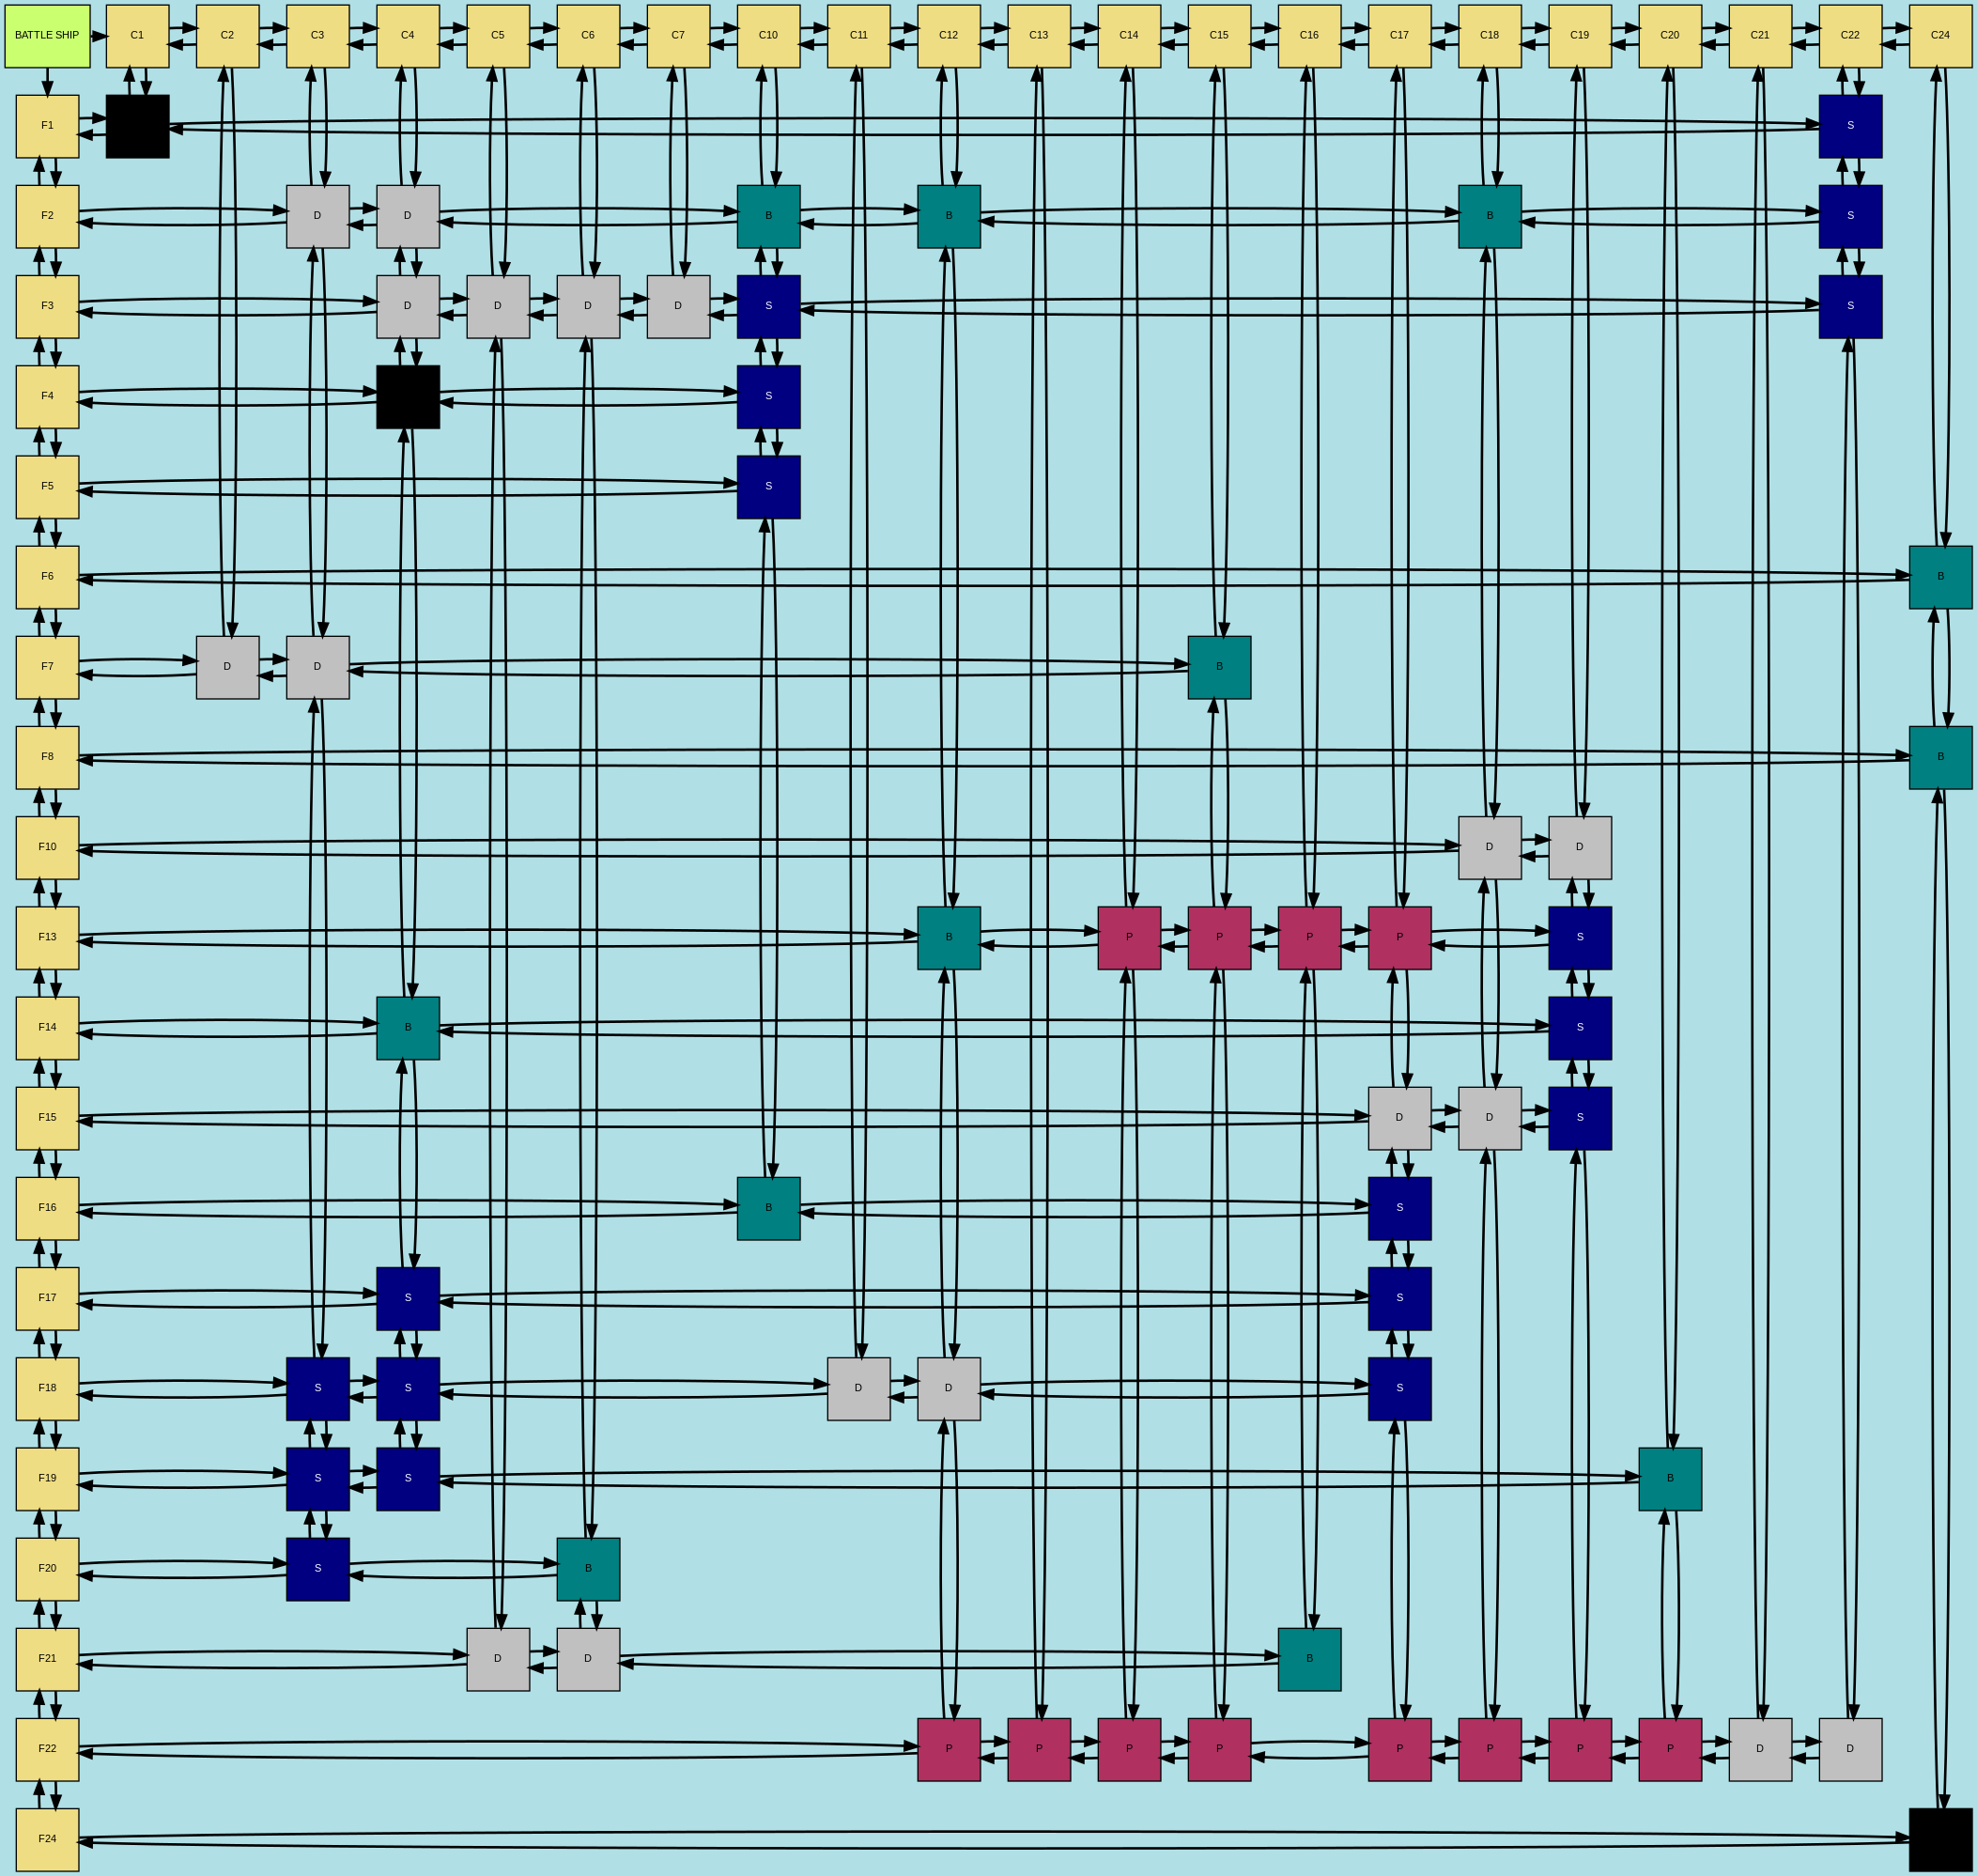 BATTLE SHIP C1 C2 C3 C4 C5 C6 C7 C10 C11 C12 C13 C14 C15 C16 C17 C18 C19 C20 C21 C22 C24
F1 S
F2 D D B B B S
F3 D D D D S S
F4 S
F5 S
F6 B
F7 D D B
F8 B
F10 D D
F13 B P P P P S
F14 B S
F15 D D S
F16 B S
F17 S S
F18 S S D D S
F19 S S B
F20 S B
F21 D D B
F22 P P P P P P P P D D
F24